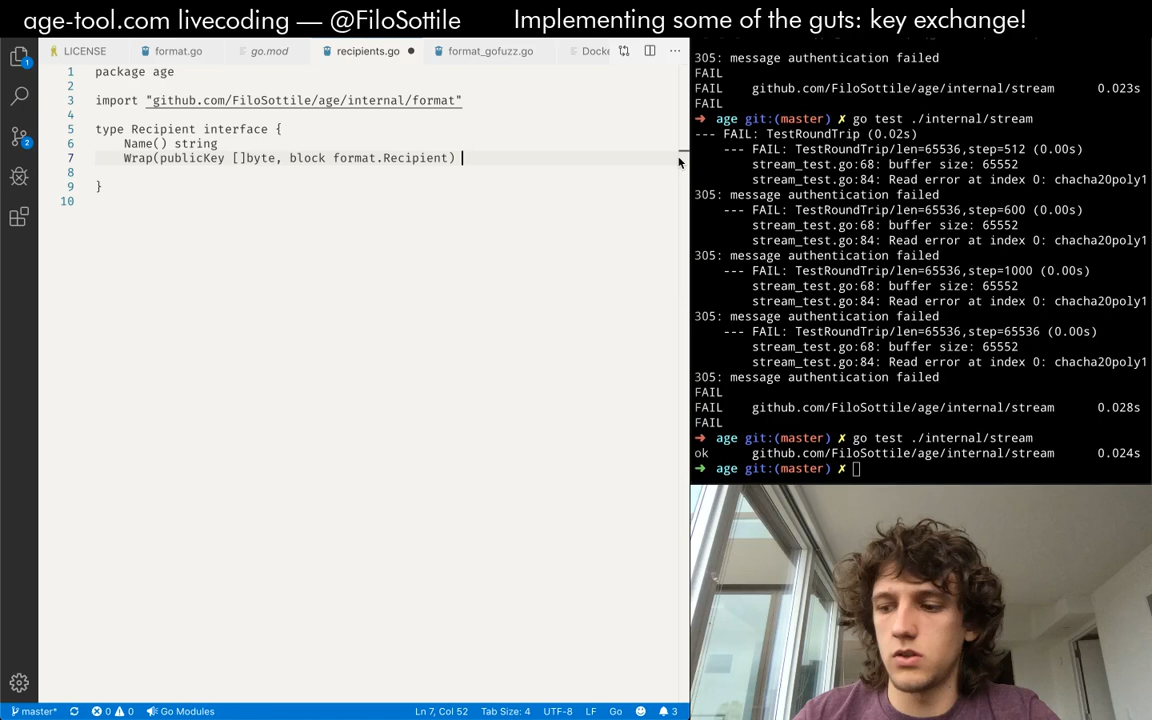 age-tool.com livecoding — @FiloSottile
Implementing some of the guts: key exchange!
LICENSE
format.go
go.mod
recipients.go
format_gofuzz.go
Docke
1 package age
2
3 import "github.com/FiloSottile/age/internal/format"
4
5 type Recipient interface {
6 Name() string
7 Wrap(publicKey []byte, block format.Recipient)
8
9 }
10
305: message authentication failed
FAIL
FAIL github.com/FiloSottile/age/internal/stream 0.023s
FAIL
➜ age git:(master) ✗ go test ./internal/stream
--- FAIL: TestRoundTrip (0.02s)
--- FAIL: TestRoundTrip/len=65536,step=512 (0.00s)
stream_test.go:68: buffer size: 65552
stream_test.go:84: Read error at index 0: chacha20poly1
305: message authentication failed
--- FAIL: TestRoundTrip/len=65536,step=600 (0.00s)
stream_test.go:68: buffer size: 65552
stream_test.go:84: Read error at index 0: chacha20poly1
305: message authentication failed
--- FAIL: TestRoundTrip/len=65536,step=1000 (0.00s)
stream_test.go:68: buffer size: 65552
stream_test.go:84: Read error at index 0: chacha20poly1
305: message authentication failed
--- FAIL: TestRoundTrip/len=65536,step=65536 (0.00s)
stream_test.go:68: buffer size: 65552
stream_test.go:84: Read error at index 0: chacha20poly1
305: message authentication failed
FAIL
FAIL github.com/FiloSottile/age/internal/stream 0.028s
FAIL
➜ age git:(master) ✗ go test ./internal/stream
ok github.com/FiloSottile/age/internal/stream 0.024s
➜ age git:(master) ✗
1
2
master* 0 0 Go Modules Ln 7, Col 52 Tab Size: 4 UTF-8 LF Go 3